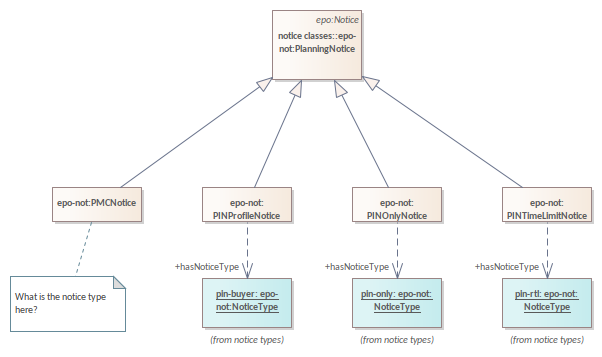 epo:Notice
notice classes::epo-
not:PlanningNotice
epo-not:PMCNotice
epo-not:
PINProfileNotice
epo-not:
PINOnlyNotice
epo-not:
PINTimeLimitNotice
+hasNoticeType
+hasNoticeType
+hasNoticeType
What is the notice type
here?
pin-buyer: epo-
not:NoticeType
pin-only: epo-not:
NoticeType
pin-rtl: epo-not:
NoticeType
(from notice types)
(from notice types)
(from notice types)